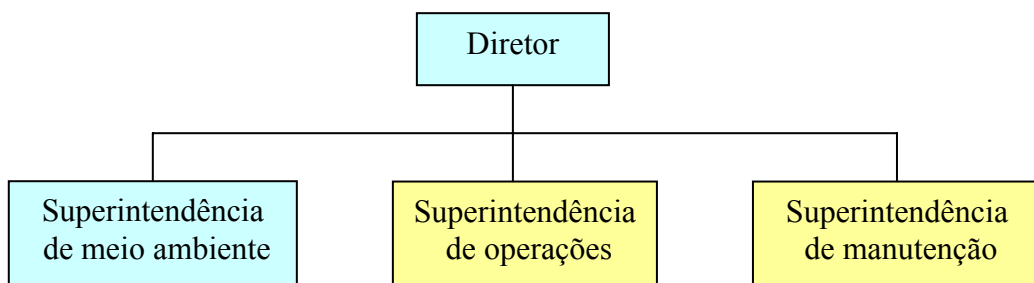 Diretor
Superintendência
de meio ambiente
Superintendência
de operações
Superintendência
de manutenção